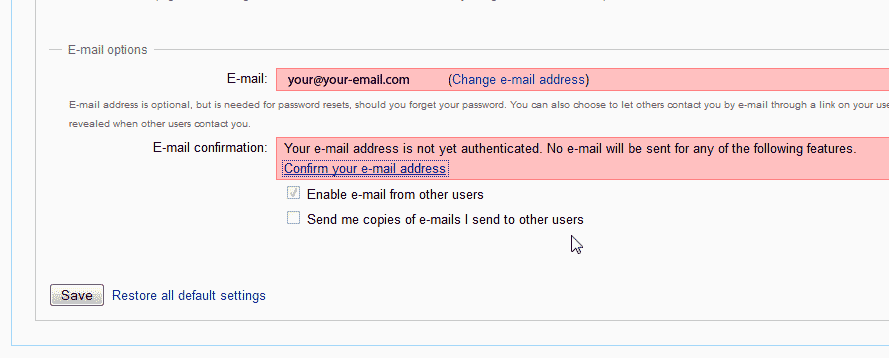 E-mail options
E-mail: your@your-email.com (Change e-mail address)
E-mail address is optional, but is needed for password resets, should you forget your password. You can also choose to let others contact you by e-mail through a link on your
revealed when other users contact you.
E-mail confirmation: Your e-mail address is not yet authenticated. No e-mail will be sent for any of the following features.
Confirm your e-mail address
Enable e-mail from other users
Send me copies of e-mails I send to other users
Save Restore all default settings